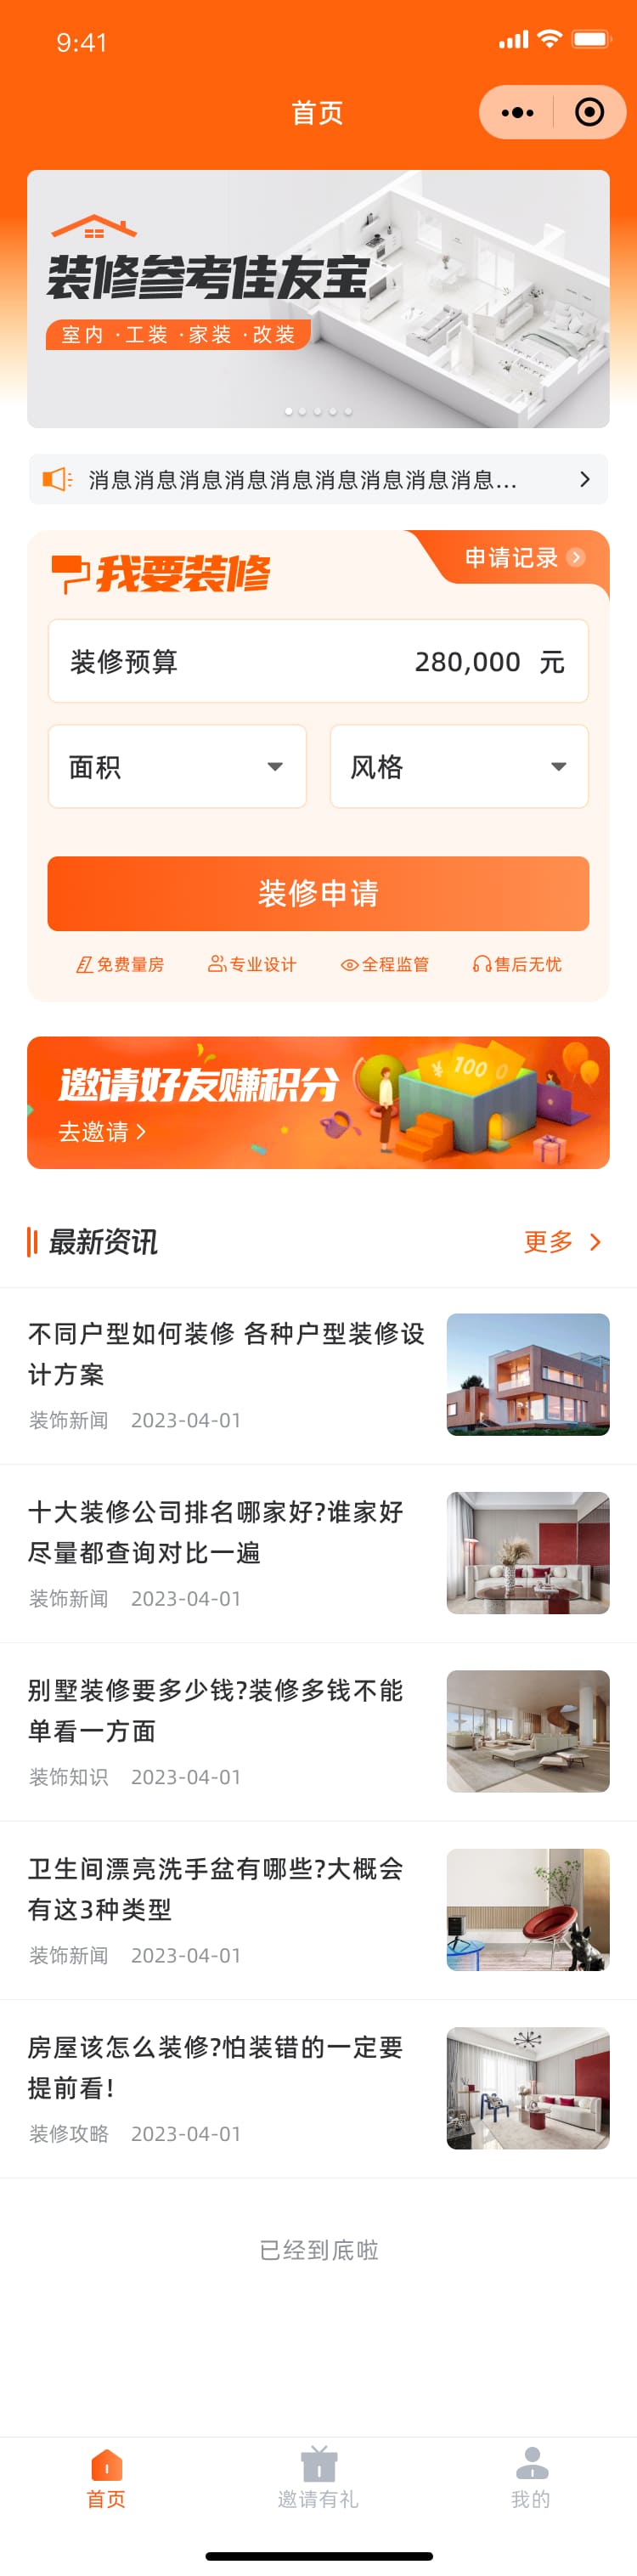 9:41
首页
装修参考佳友宝
室内 ·工装 ·家装 ·改装
消息消息消息消息消息消息消息消息消息...
我要装修
申请记录
装修预算 280,000 元
面积 风格
装修申请
免费量房 专业设计 全程监管 售后无忧
邀请好友赚积分
¥ 100
去邀请
最新资讯 更多
不同户型如何装修 各种户型装修设
计方案
装饰新闻 2023-04-01
十大装修公司排名哪家好?谁家好
尽量都查询对比一遍
装饰新闻 2023-04-01
别墅装修要多少钱?装修多钱不能
单看一方面
装饰知识 2023-04-01
卫生间漂亮洗手盆有哪些?大概会
有这3种类型
装饰新闻 2023-04-01
房屋该怎么装修?怕装错的一定要
提前看!
装修攻略 2023-04-01
已经到底啦
首页 邀请有礼 我的